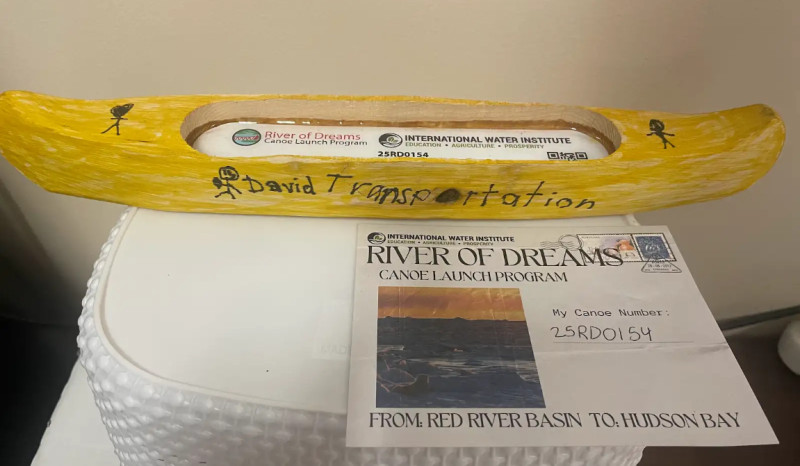 River of Dreams
Canoe Launch Program
INTERNATIONAL WATER INSTITUTE
EDUCATION • AGRICULTURE • PROSPERITY
25RD0154
David Transportation
INTERNATIONAL WATER INSTITUTE
EDUCATION • AGRICULTURE • PROSPERITY
RIVER OF DREAMS
CANOE LAUNCH PROGRAM
My Canoe Number:
25RD0154
FROM: RED RIVER BASIN TO: HUDSON BAY